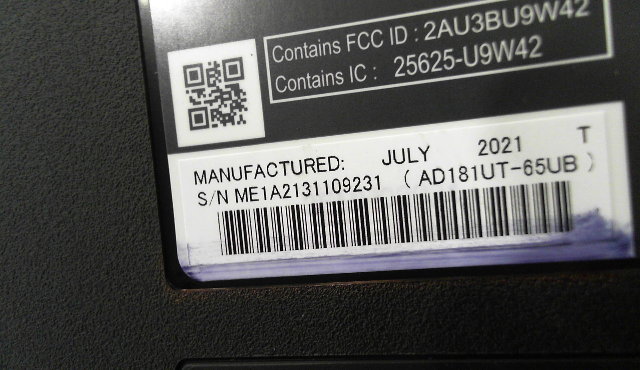 Contains FCC ID : 2AU3BU9W42
Contains IC : 25625-U9W42
MANUFACTURED: JULY 2021 T
S/N ME1A2131109231 ( AD181UT-65UB )